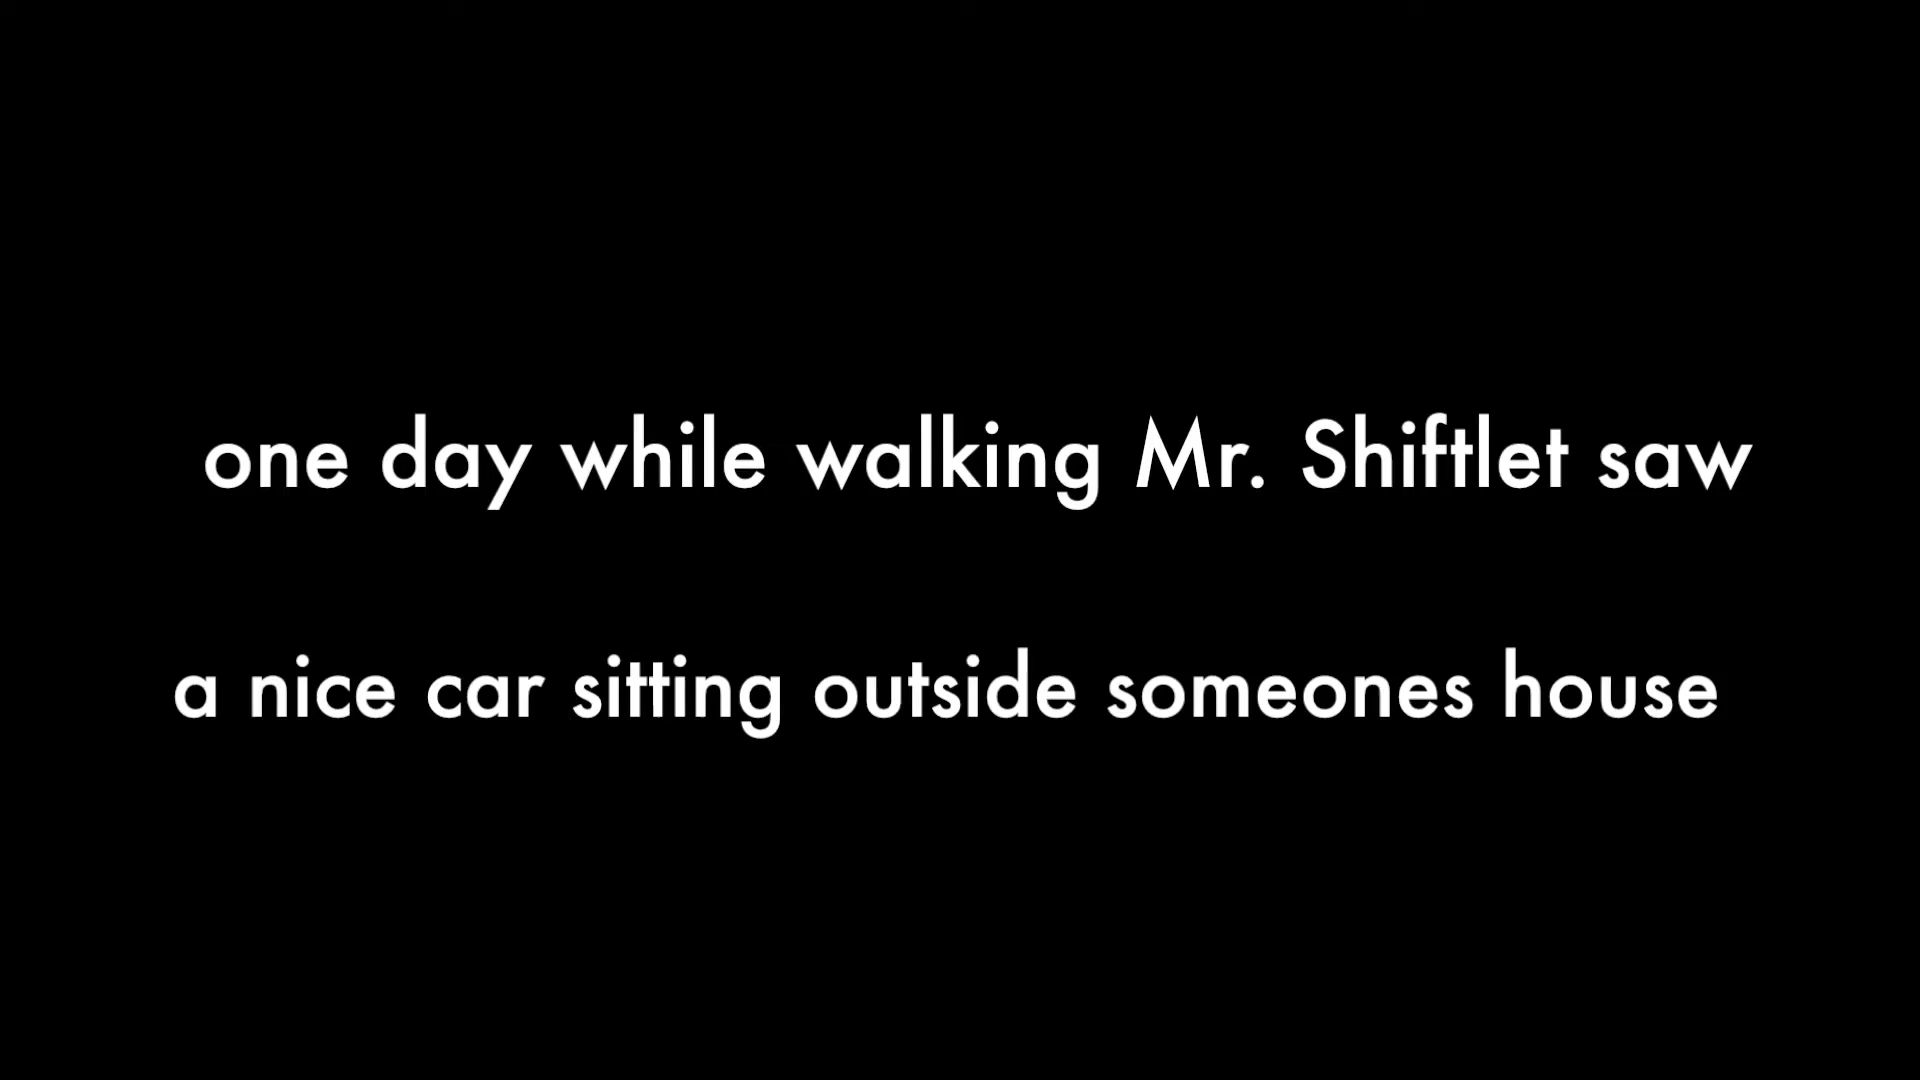 one day while walking Mr. Shiftlet saw
a nice car sitting outside someones house